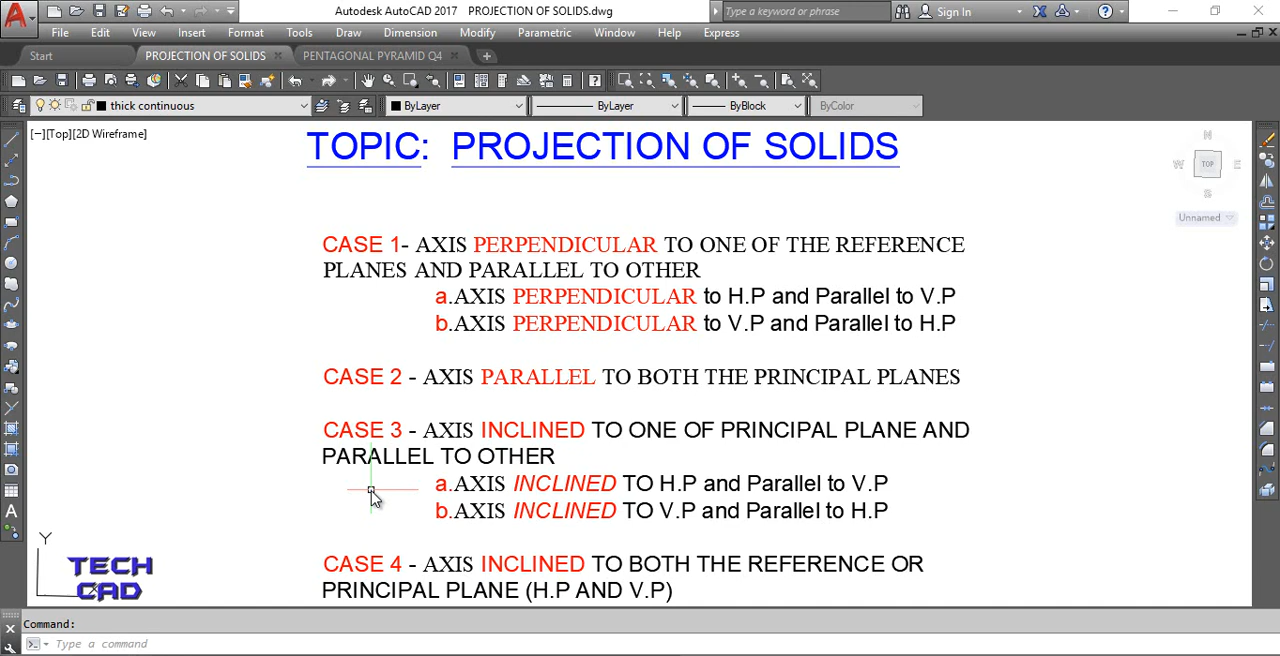 Autodesk AutoCAD 2017 PROJECTION OF SOLIDS.dwg
Type a keyword or phrase
Sign In
File Edit View Insert Format Tools Draw Dimension Modify Parametric Window Help Express
Start PROJECTION OF SOLIDS PENTAGONAL PYRAMID Q4
thick continuous ByLayer ByLayer ByBlock ByColor
[−][Top][2D Wireframe]
TOPIC: PROJECTION OF SOLIDS
N
W TOP E
S
Unnamed
CASE 1- AXIS PERPENDICULAR TO ONE OF THE REFERENCE
PLANES AND PARALLEL TO OTHER
a.AXIS PERPENDICULAR to H.P and Parallel to V.P
b.AXIS PERPENDICULAR to V.P and Parallel to H.P
CASE 2 - AXIS PARALLEL TO BOTH THE PRINCIPAL PLANES
CASE 3 - AXIS INCLINED TO ONE OF PRINCIPAL PLANE AND
PARALLEL TO OTHER
a.AXIS INCLINED TO H.P and Parallel to V.P
b.AXIS INCLINED TO V.P and Parallel to H.P
CASE 4 - AXIS INCLINED TO BOTH THE REFERENCE OR
PRINCIPAL PLANE (H.P AND V.P)
Y
X
TECH
CAD
Command:
Type a command